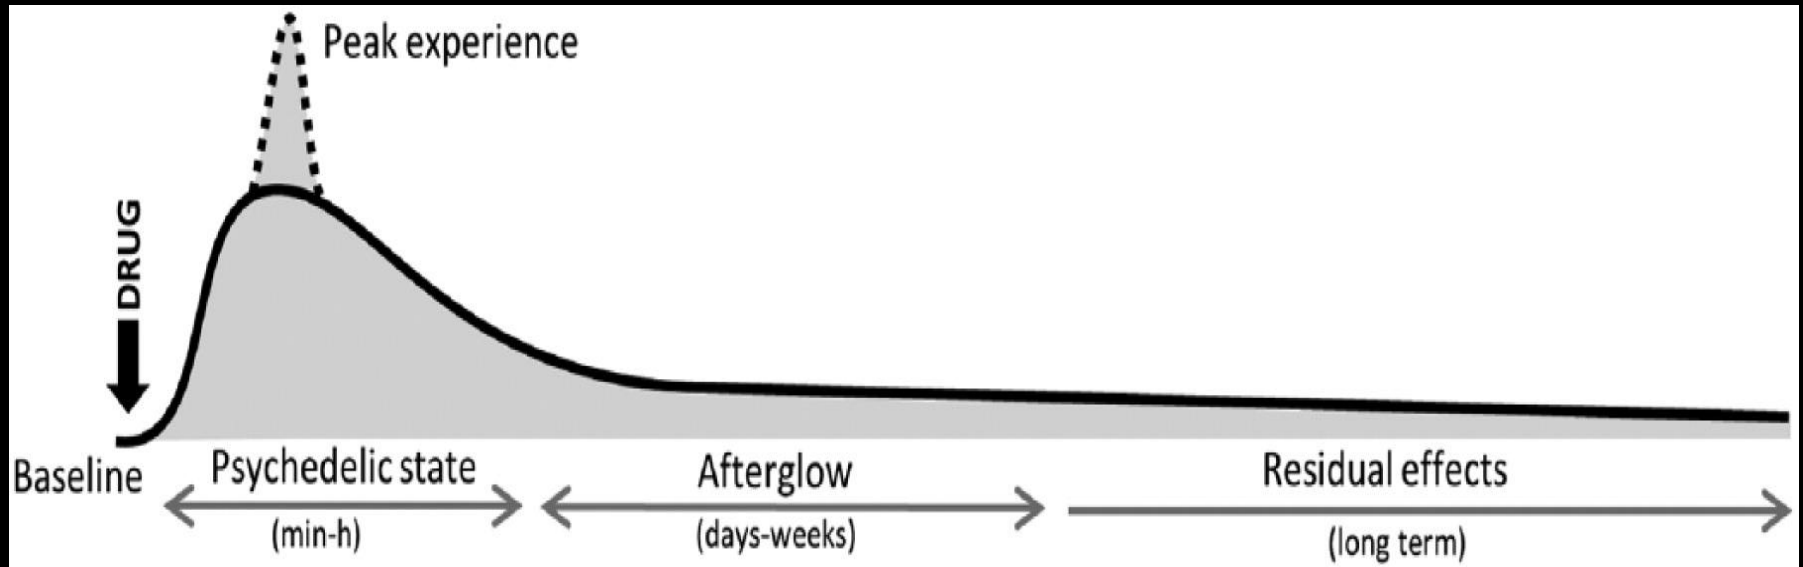 Peak experience
DRUG
Baseline
Psychedelic state
(min-h)
Afterglow
(days-weeks)
Residual effects
(long term)